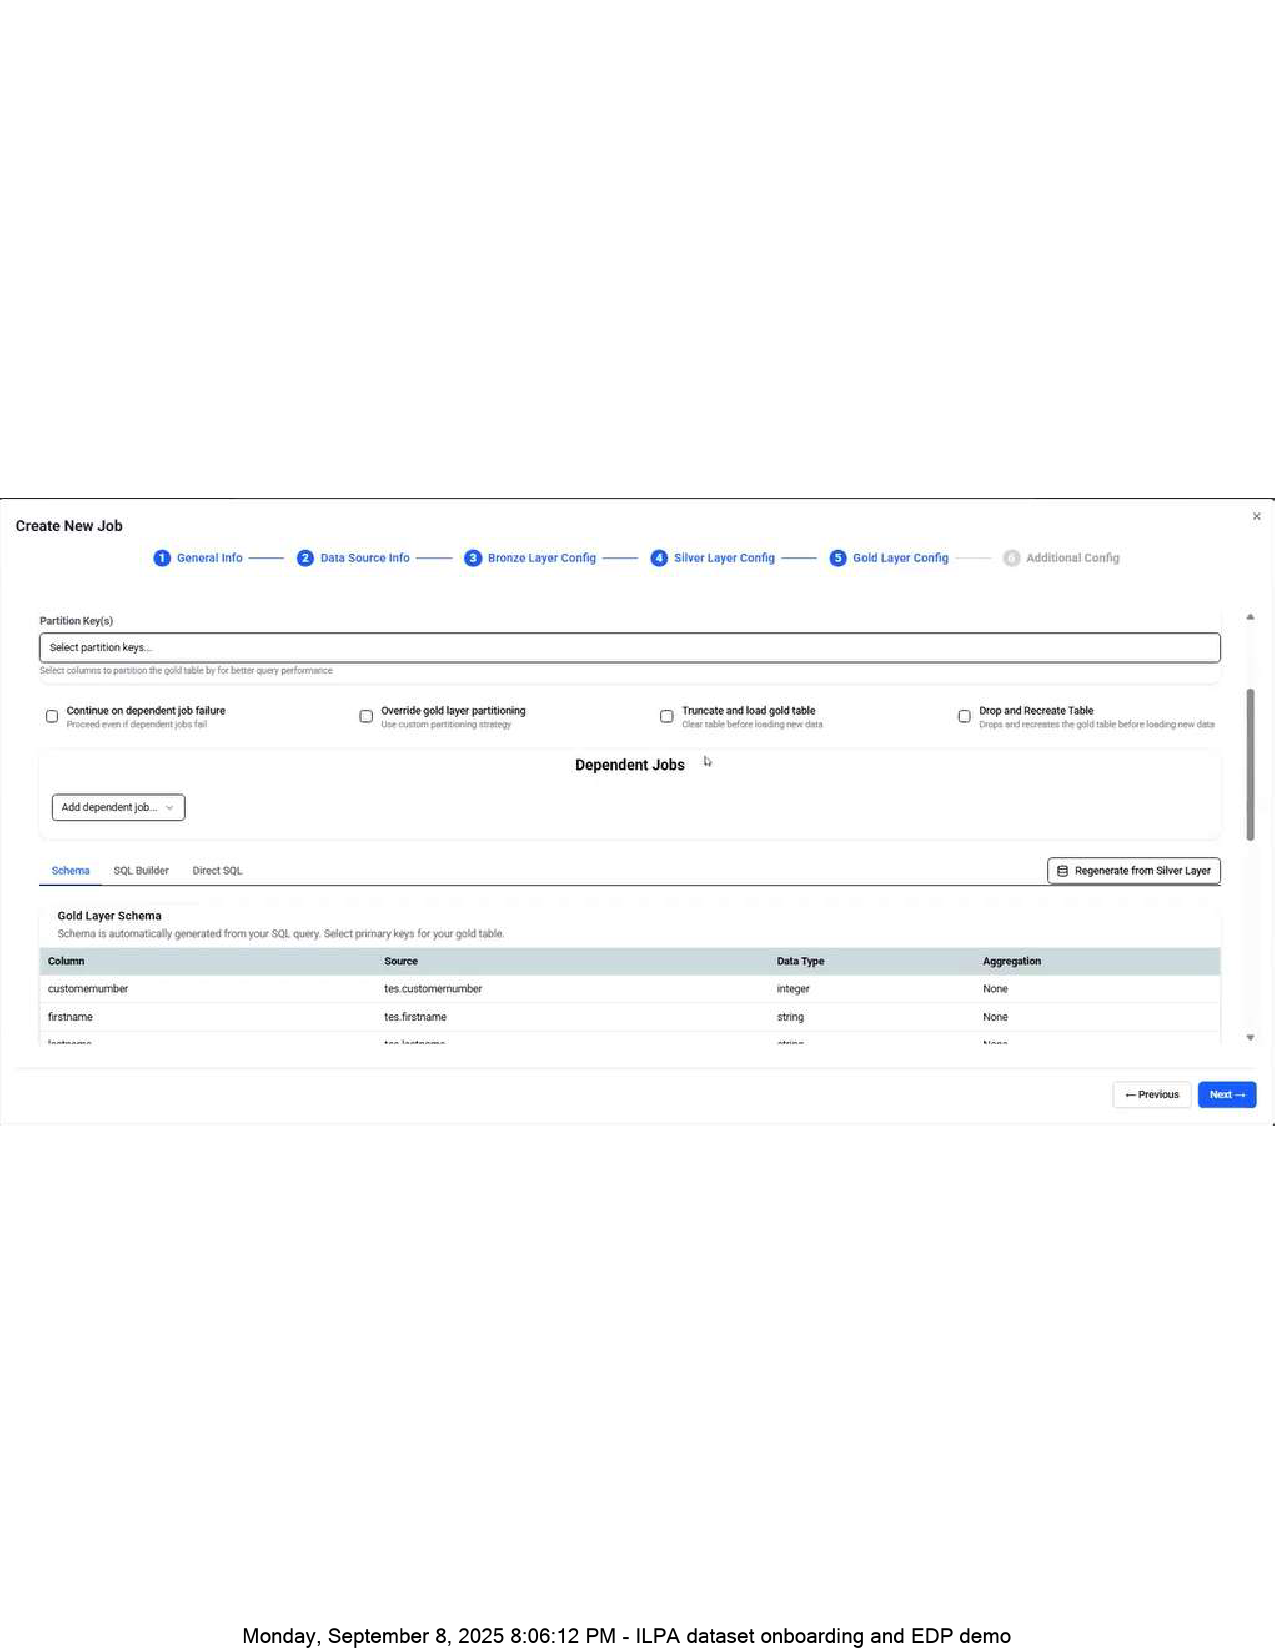 Create New Job
1 General Info 2 Data Source Info 3 Bronze Layer Config 4 Silver Layer Config 5 Gold Layer Config 6 Additional Config
Partition Key(s)
Select partition keys...
Select columns to partition the gold table by for better query performance
Continue on dependent job failure Override gold layer partitioning Truncate and load gold table Drop and Recreate Table
Proceed even if dependent jobs fail Use custom partitioning strategy Clear table before loading new data Drops and recreates the gold table before loading new data
Dependent Jobs
Add dependent job...
Schema SQL Builder Direct SQL Regenerate from Silver Layer
Gold Layer Schema
Schema is automatically generated from your SQL query. Select primary keys for your gold table.
Column Source Data Type Aggregation
customernumber tes.customernumber integer None
firstname tes.firstname string None
lastname tes.lastname string None
← Previous Next →
Monday, September 8, 2025 8:06:12 PM - ILPA dataset onboarding and EDP demo